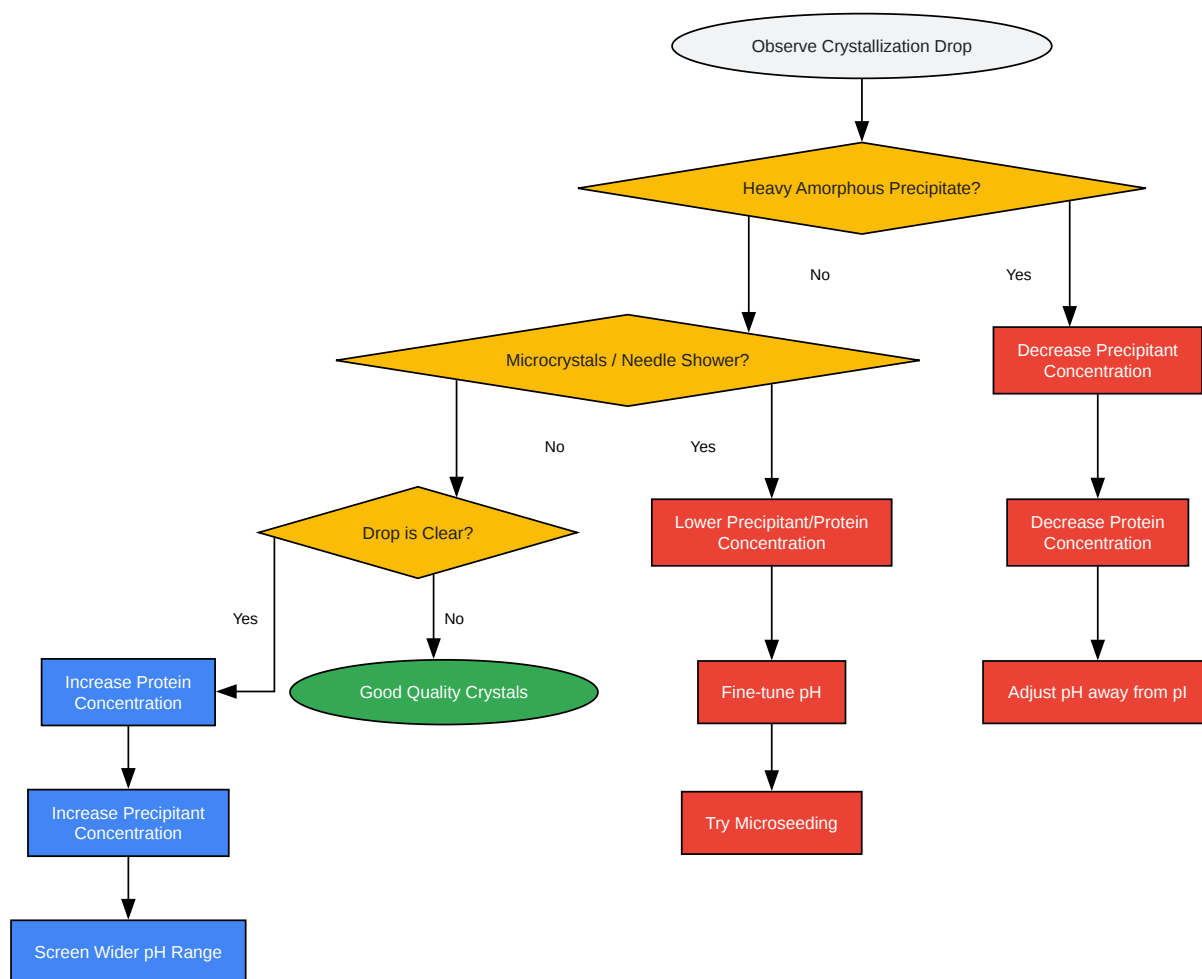 Observe Crystallization Drop
Heavy Amorphous Precipitate?
No
Yes
Microcrystals / Needle Shower?
Decrease Precipitant
Concentration
No
Yes
Drop is Clear?
Lower Precipitant/Protein
Concentration
Decrease Protein
Concentration
Yes
No
Increase Protein
Concentration
Good Quality Crystals
Fine-tune pH
Adjust pH away from pI
Increase Precipitant
Concentration
Try Microseeding
Screen Wider pH Range